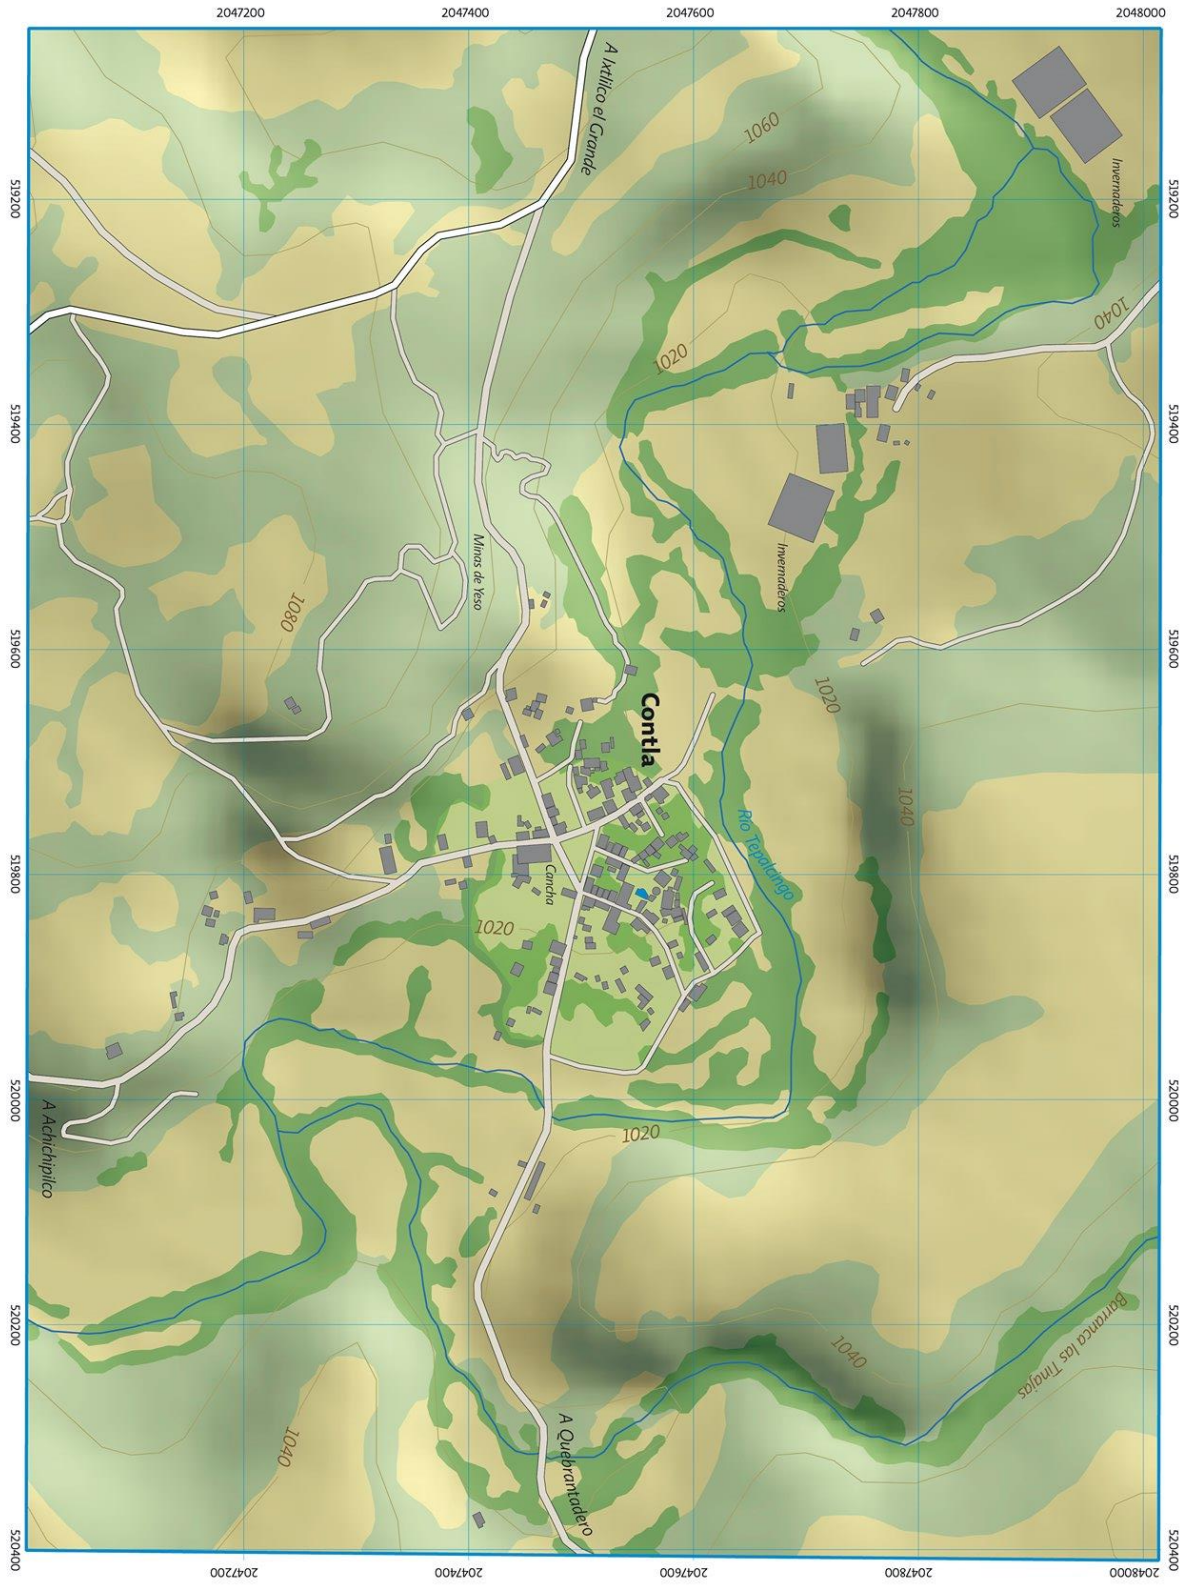 2047200 2047400 2047600 2047800 2048000
A Ixtlilco el Grande
1060
1040
Invernaderos
519200 519200
1040
1020
519400 519400
Minas de Yeso
Invernaderos
1080
519600 519600
1020
Contla
1040
Río Tepalcingo
519800 519800
Cancha
1020
520000 520000
A Achichipilco
1020
Barranca las Tinajas
520200 520200
1040
A Quebrantadero
1040
520400 520400
2047200 2047400 2047600 2047800 2048000